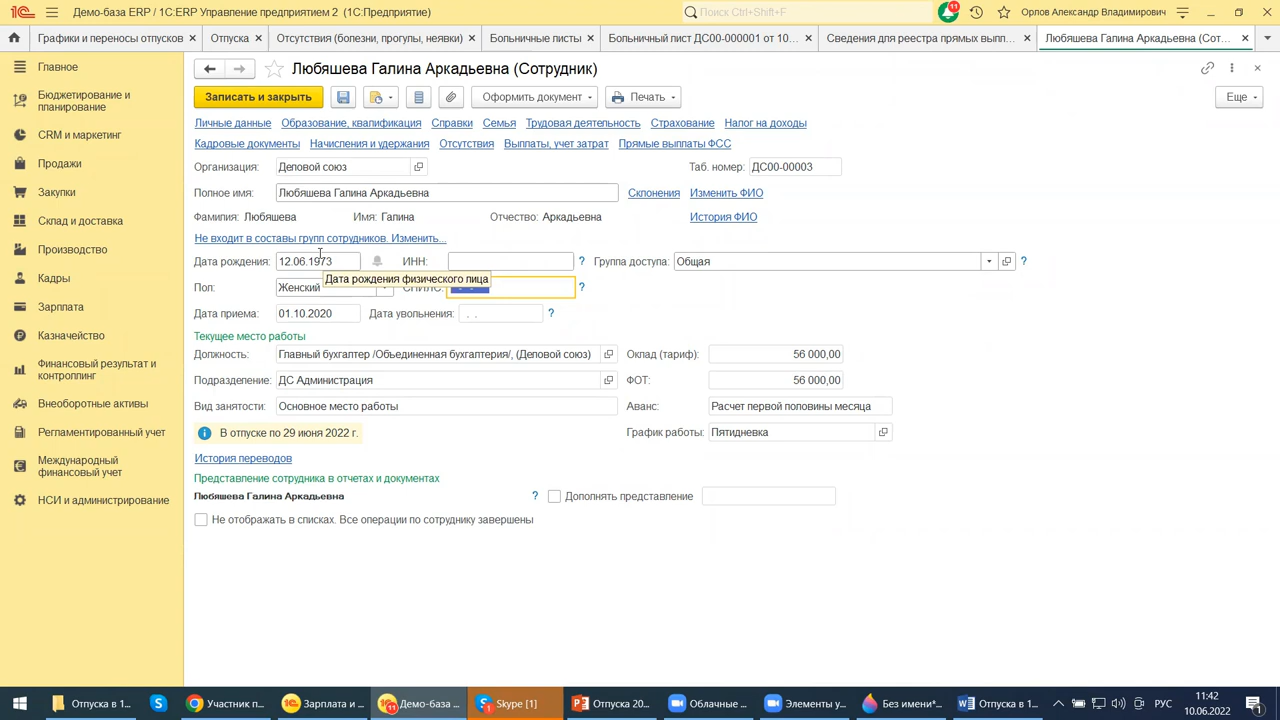 Демо-база ERP / 1С:ERP Управление предприятием 2 (1С:Предприятие)
Поиск Ctrl+Shift+F
11
Орлов Александр Владимирович
Графики и переносы отпусков
Отпуска
Отсутствия (болезни, прогулы, неявки)
Больничные листы
Больничный лист ДС00-000001 от 10...
Сведения для реестра прямых вып...
Любяшева Галина Аркадьевна (Сот...
Главное
Бюджетирование и
планирование
CRM и маркетинг
Продажи
Закупки
Склад и доставка
Производство
Кадры
Зарплата
Казначейство
Финансовый результат и
контроллинг
Внеоборотные активы
Регламентированный учет
Международный
финансовый учет
НСИ и администрирование
Любяшева Галина Аркадьевна (Сотрудник)
Записать и закрыть
Оформить документ
Печать
Еще
Личные данные
Образование, квалификация
Справки
Семья
Трудовая деятельность
Страхование
Налог на доходы
Кадровые документы
Начисления и удержания
Отсутствия
Выплаты, учет затрат
Прямые выплаты ФСС
Организация: Деловой союз
Таб. номер: ДС00-00003
Полное имя: Любяшева Галина Аркадьевна
Склонения
Изменить ФИО
Фамилия: Любяшева Имя: Галина Отчество: Аркадьевна
История ФИО
Не входит в составы групп сотрудников. Изменить...
Дата рождения: 12.06.1973 ИНН: ? Группа доступа: Общая ?
Дата рождения физического лица
Пол: Женский СНИЛС: ?
Дата приема: 01.10.2020 Дата увольнения: . . ?
Текущее место работы
Должность: Главный бухгалтер /Объединенная бухгалтерия/, (Деловой союз) Оклад (тариф): 56 000,00
Подразделение: ДС Администрация ФОТ: 56 000,00
Вид занятости: Основное место работы Аванс: Расчет первой половины месяца
В отпуске по 29 июня 2022 г. График работы: Пятидневка
История переводов
Представление сотрудника в отчетах и документах
Любяшева Галина Аркадьевна ? Дополнять представление
Не отображать в списках. Все операции по сотруднику завершены
Отпуска в 1...
Участник п...
Зарплата и ...
Демо-база ...
11
Skype [1]
Отпуска 20...
Облачные ...
Элементы у...
Без имени*...
Отпуска в 1...
РУС
11:42
10.06.2022
1